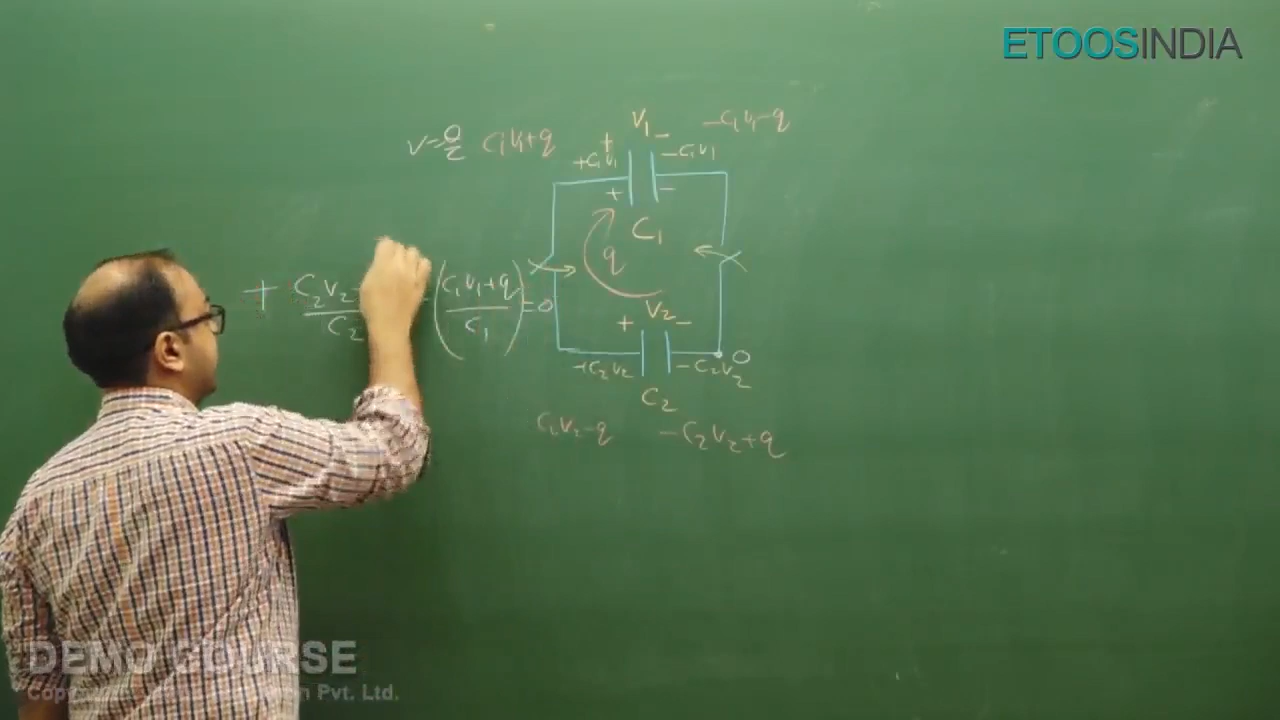 ETOOSINDIA
V₁
-C₁V₁-q
V=Q/C C₁V₁+q
+ -
+C₁V₁ -C₁V₁
+ -
C₁
q
+ C₂V₂/C₂ - (C₁V₁+q/C₁) = 0
V₂
+ -
+C₂V₂ -C₂V₂ 0
C₂
C₁V₂-q -C₂V₂+q
DEMO COURSE
Pvt. Ltd.